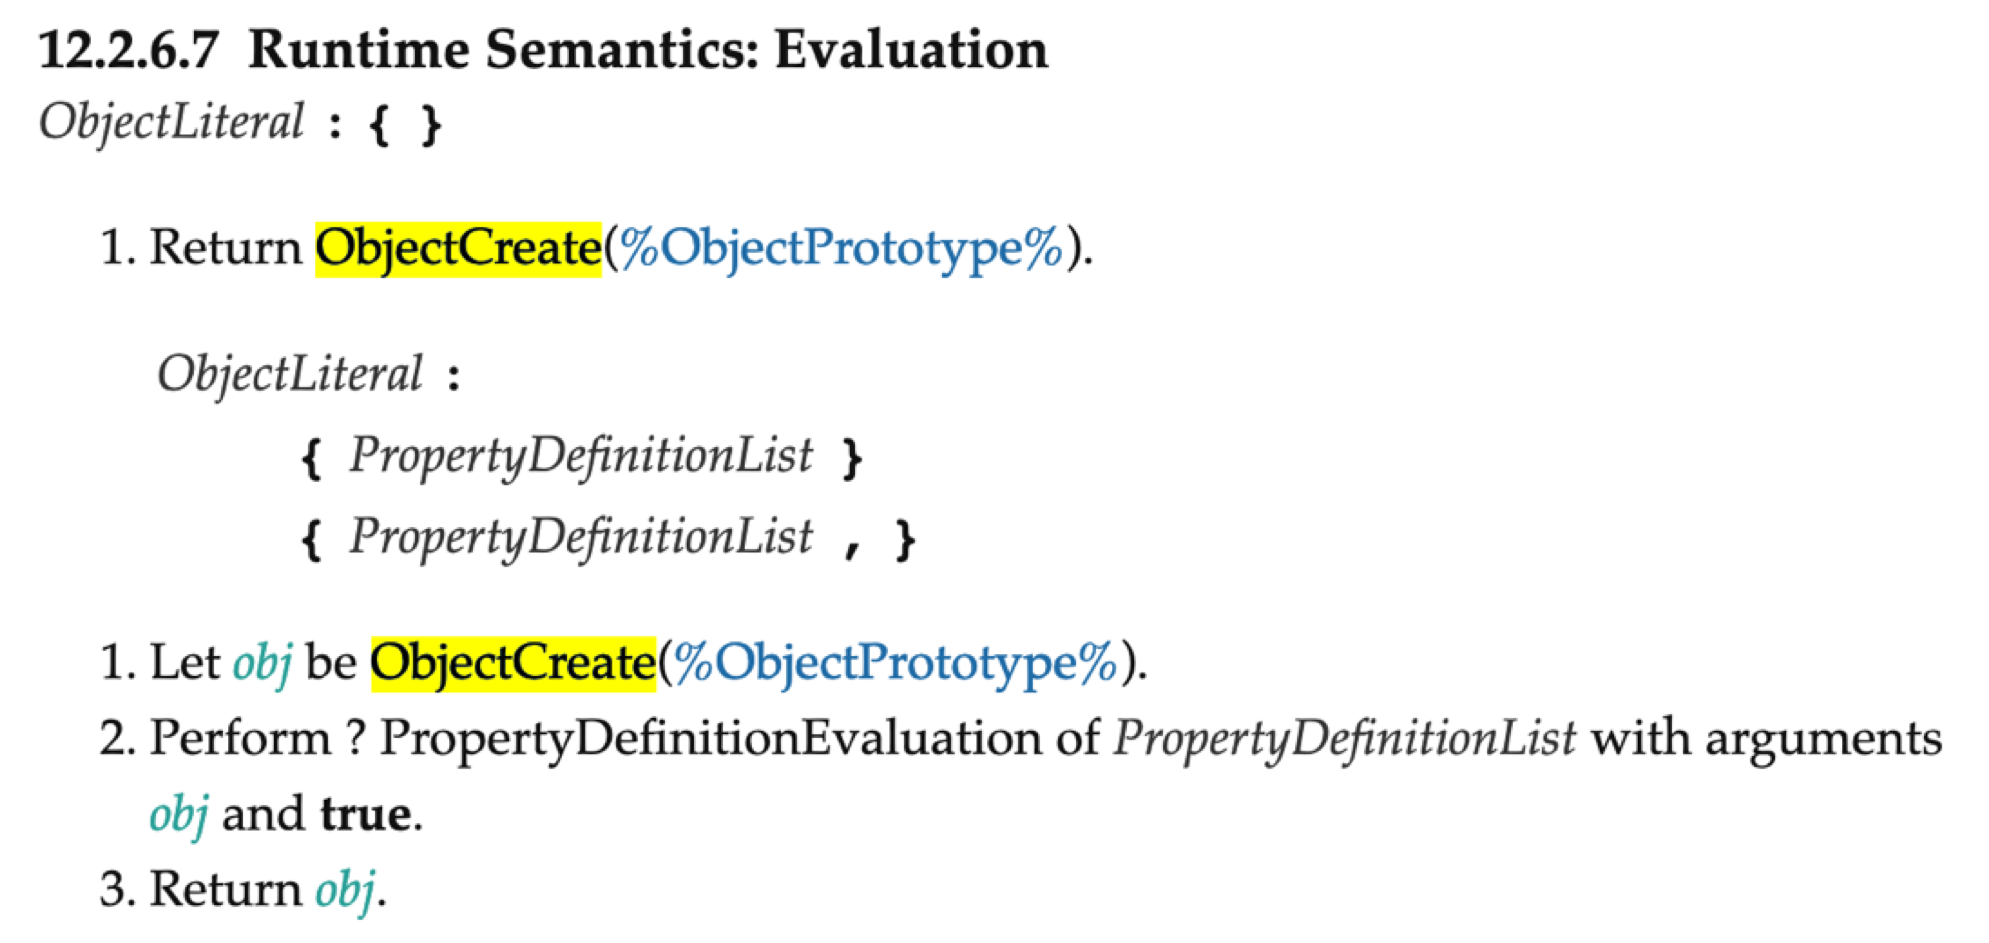 12.2.6.7 Runtime Semantics: Evaluation
ObjectLiteral : { }
1. Return ObjectCreate(%ObjectPrototype%).
ObjectLiteral :
{ PropertyDefinitionList }
{ PropertyDefinitionList , }
1. Let obj be ObjectCreate(%ObjectPrototype%).
2. Perform ? PropertyDefinitionEvaluation of PropertyDefinitionList with arguments
obj and true.
3. Return obj.